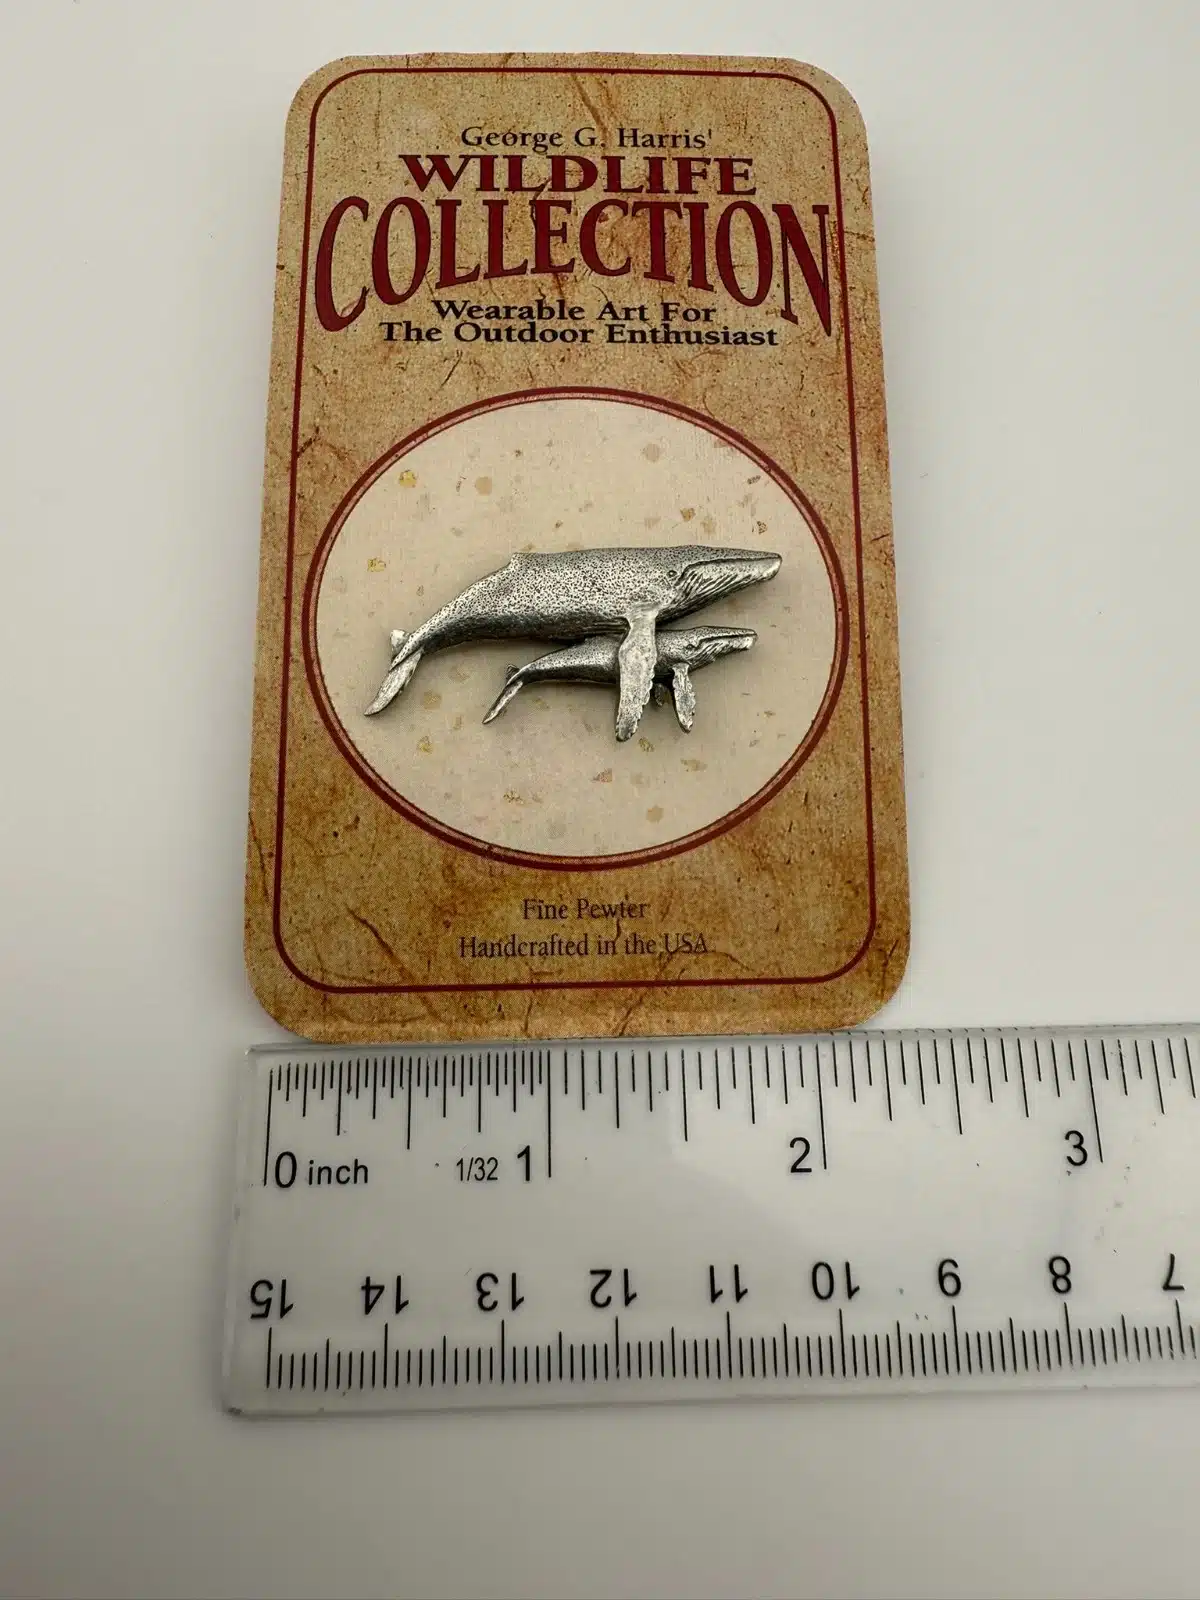 George G. Harris'
WILDLIFE
COLLECTION
Wearable Art For
The Outdoor Enthusiast
Fine Pewter
Handcrafted in the USA
0 inch 1/32 1 2 3
15 14 13 12 11 10 9 8 7